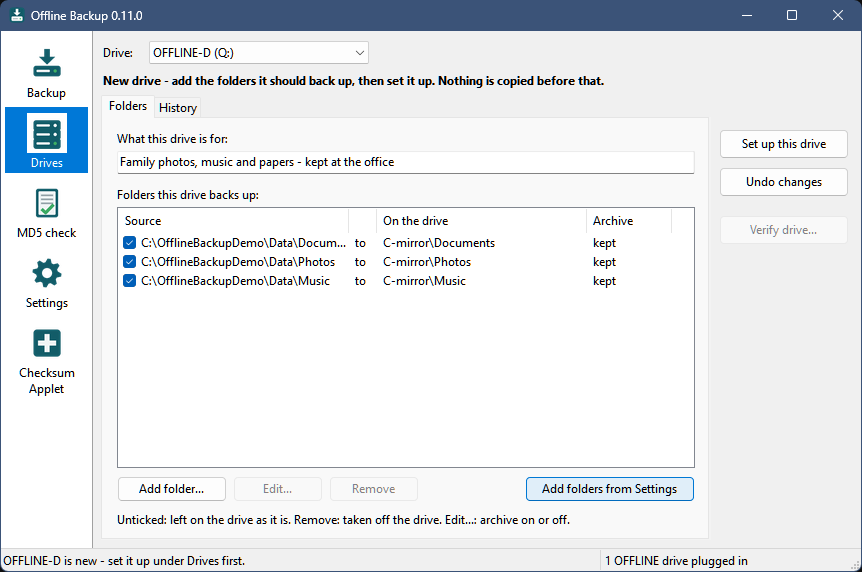 Offline Backup 0.11.0
Backup
Drives
MD5 check
Settings
Checksum
Applet
Drive: OFFLINE-D (Q:)
New drive - add the folders it should back up, then set it up. Nothing is copied before that.
Folders History
What this drive is for:
Family photos, music and papers - kept at the office
Folders this drive backs up:
Source On the drive Archive
C:\OfflineBackupDemo\Data\Docum... to C-mirror\Documents kept
C:\OfflineBackupDemo\Data\Photos to C-mirror\Photos kept
C:\OfflineBackupDemo\Data\Music to C-mirror\Music kept
Add folder... Edit... Remove Add folders from Settings
Unticked: left on the drive as it is. Remove: taken off the drive. Edit...: archive on or off.
Set up this drive
Undo changes
Verify drive...
OFFLINE-D is new - set it up under Drives first. 1 OFFLINE drive plugged in